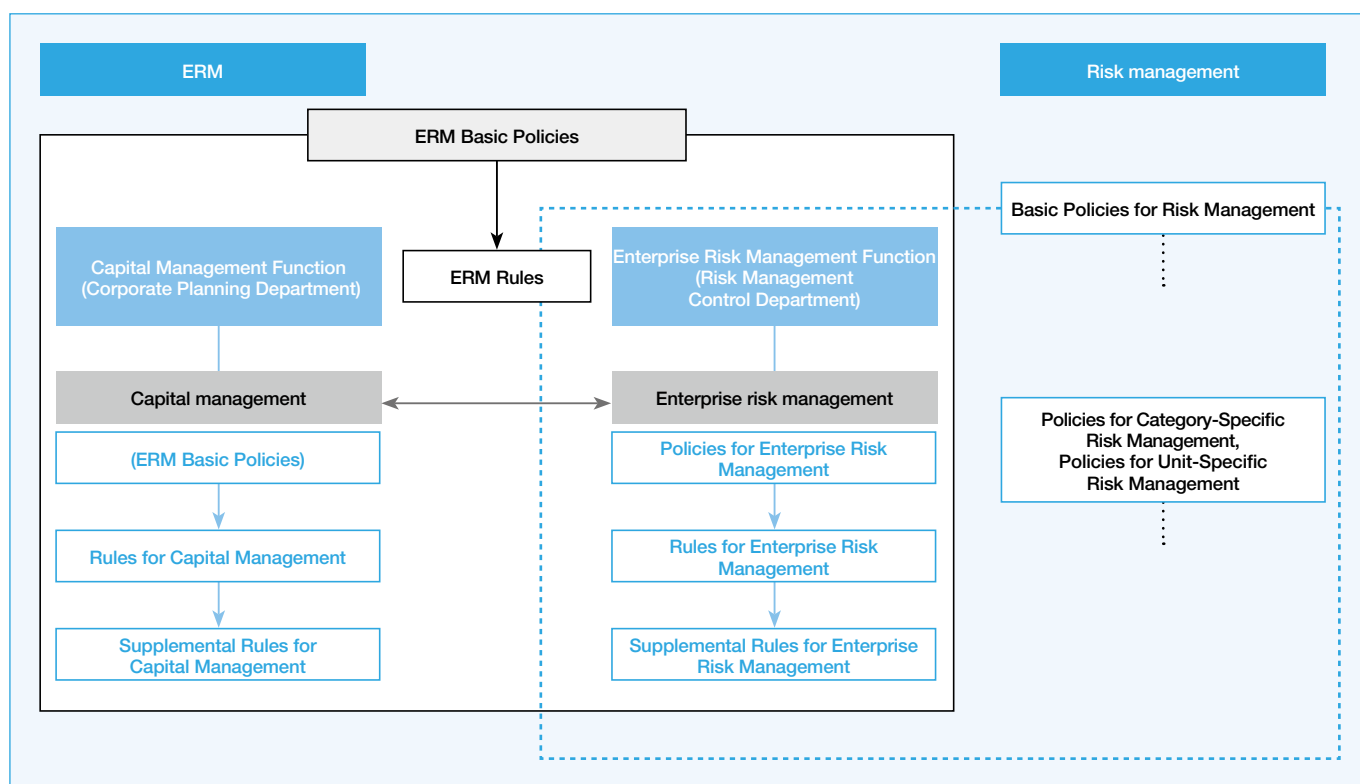 ERM
Risk management
ERM Basic Policies
Basic Policies for Risk Management
Capital Management Function
(Corporate Planning Department)
ERM Rules
Enterprise Risk Management Function
(Risk Management
Control Department)
Capital management
Enterprise risk management
Policies for Category-Specific
Risk Management,
Policies for Unit-Specific
Risk Management
(ERM Basic Policies)
Policies for Enterprise Risk
Management
Rules for Capital Management
Rules for Enterprise Risk
Management
Supplemental Rules for
Capital Management
Supplemental Rules for Enterprise
Risk Management